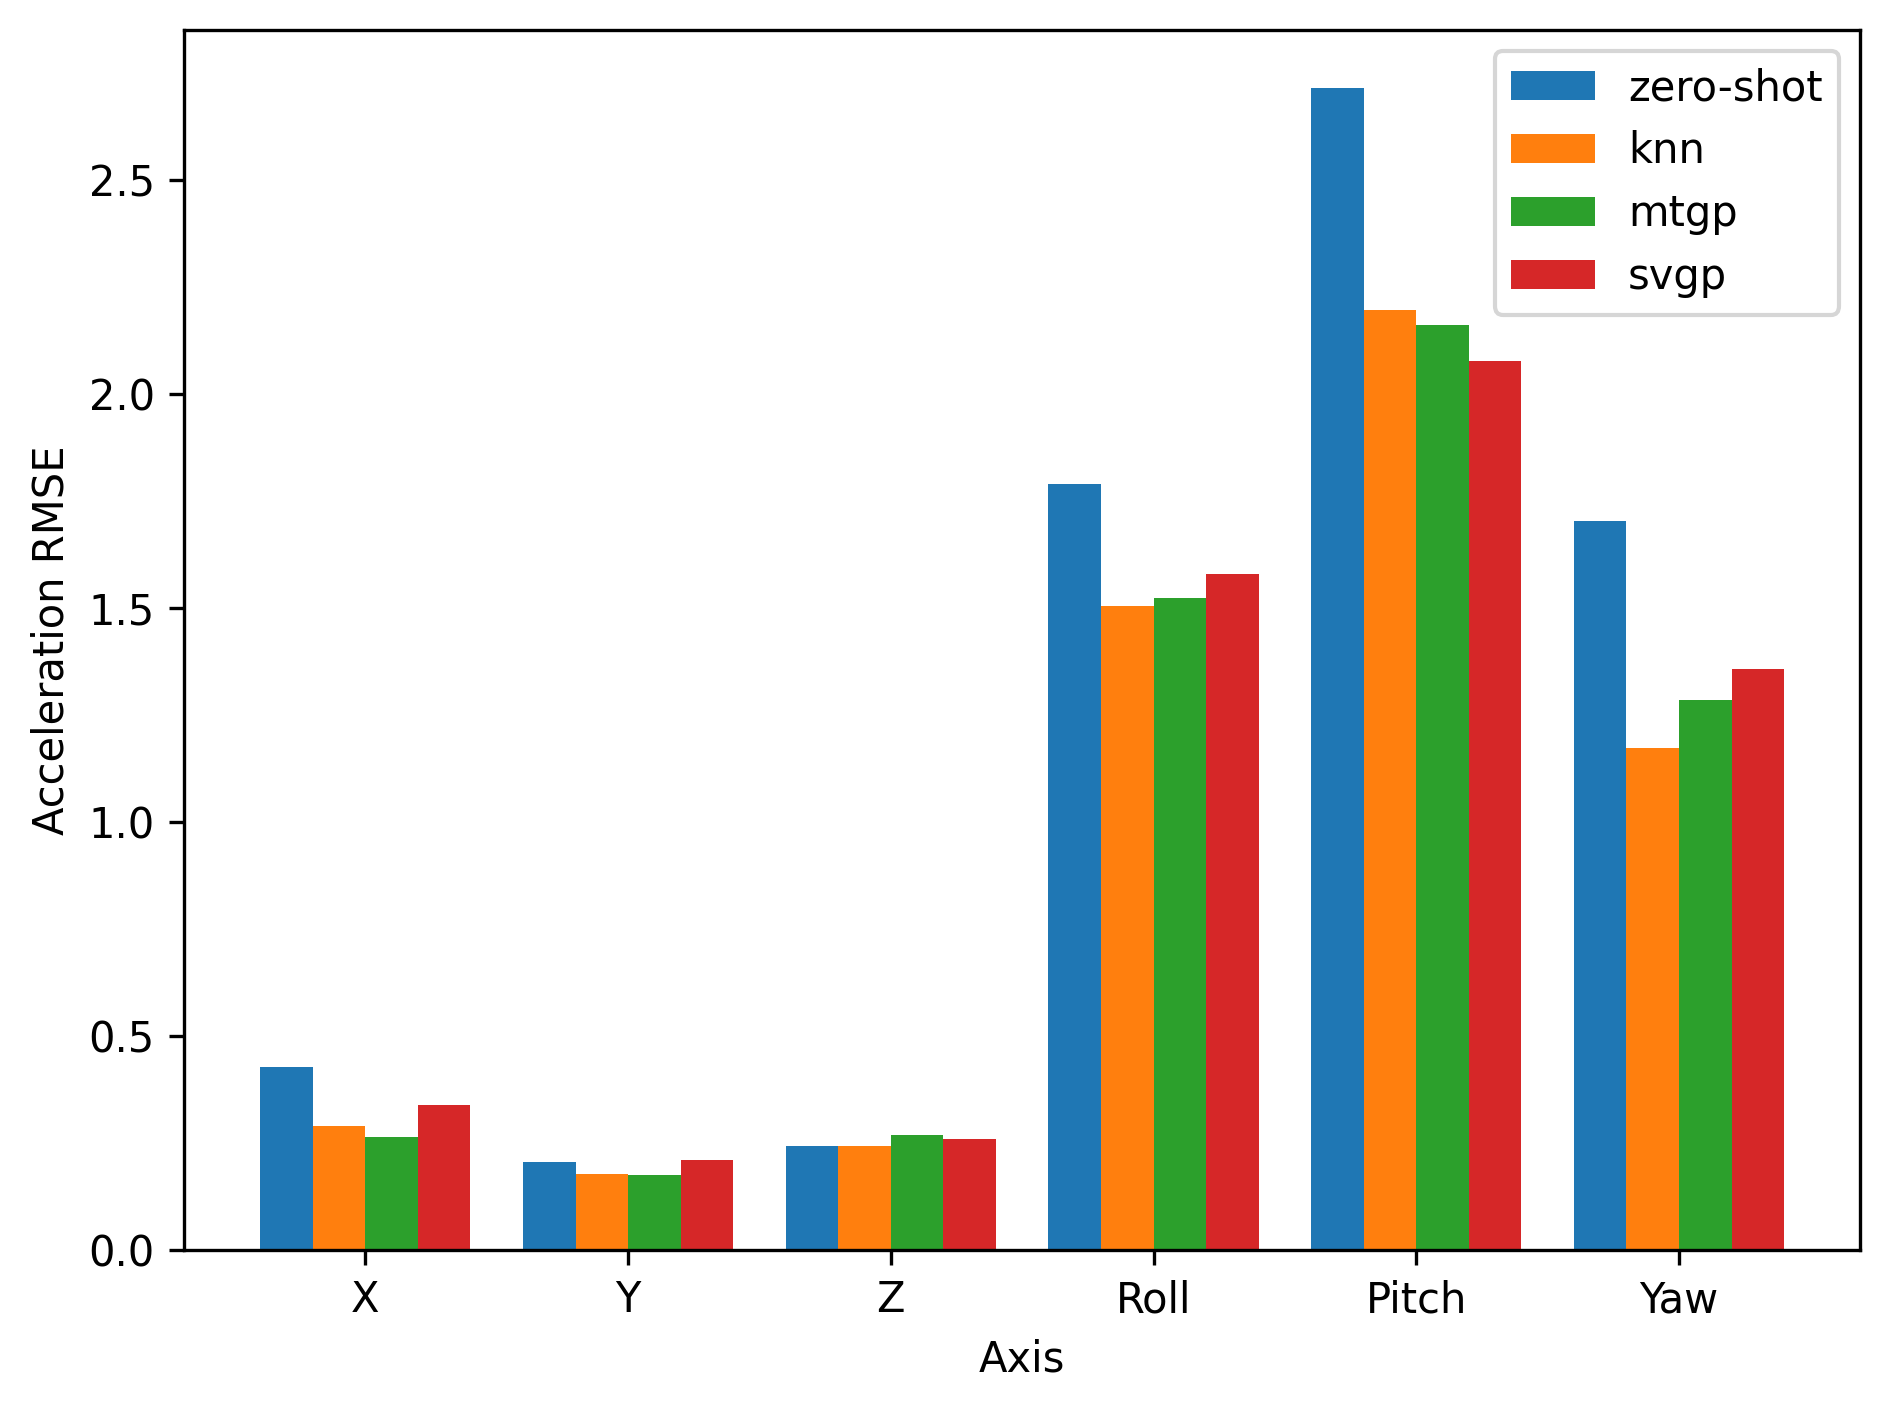 zero-shot
knn
mtgp
svgp
2.5
2.0
1.5
1.0
0.5
0.0
Acceleration RMSE
X Y Z Roll Pitch Yaw
Axis